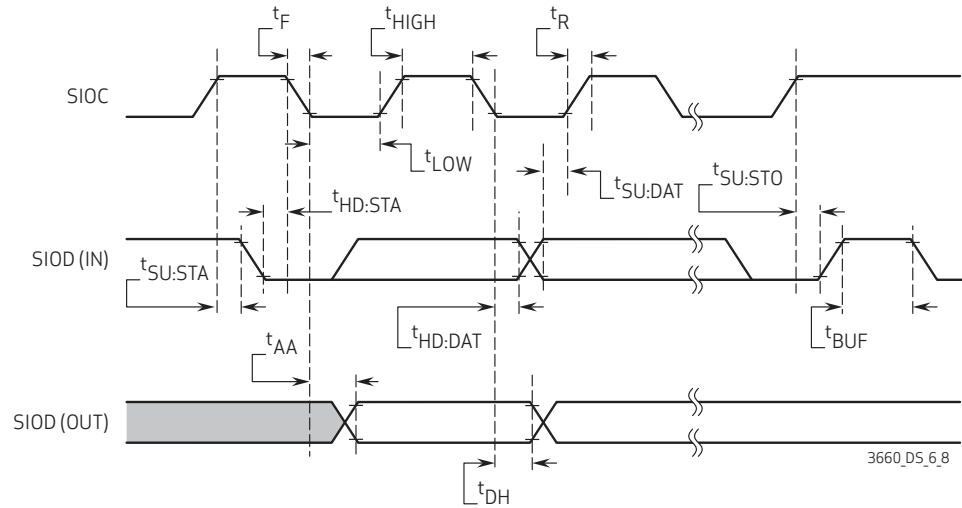 tF
tHIGH
tR
SIOC
tLOW
tSU:DAT
tSU:STO
tHD:STA
SIOD (IN)
tSU:STA
tHD:DAT
tBUF
tAA
SIOD (OUT)
3660_DS_6_8
tDH